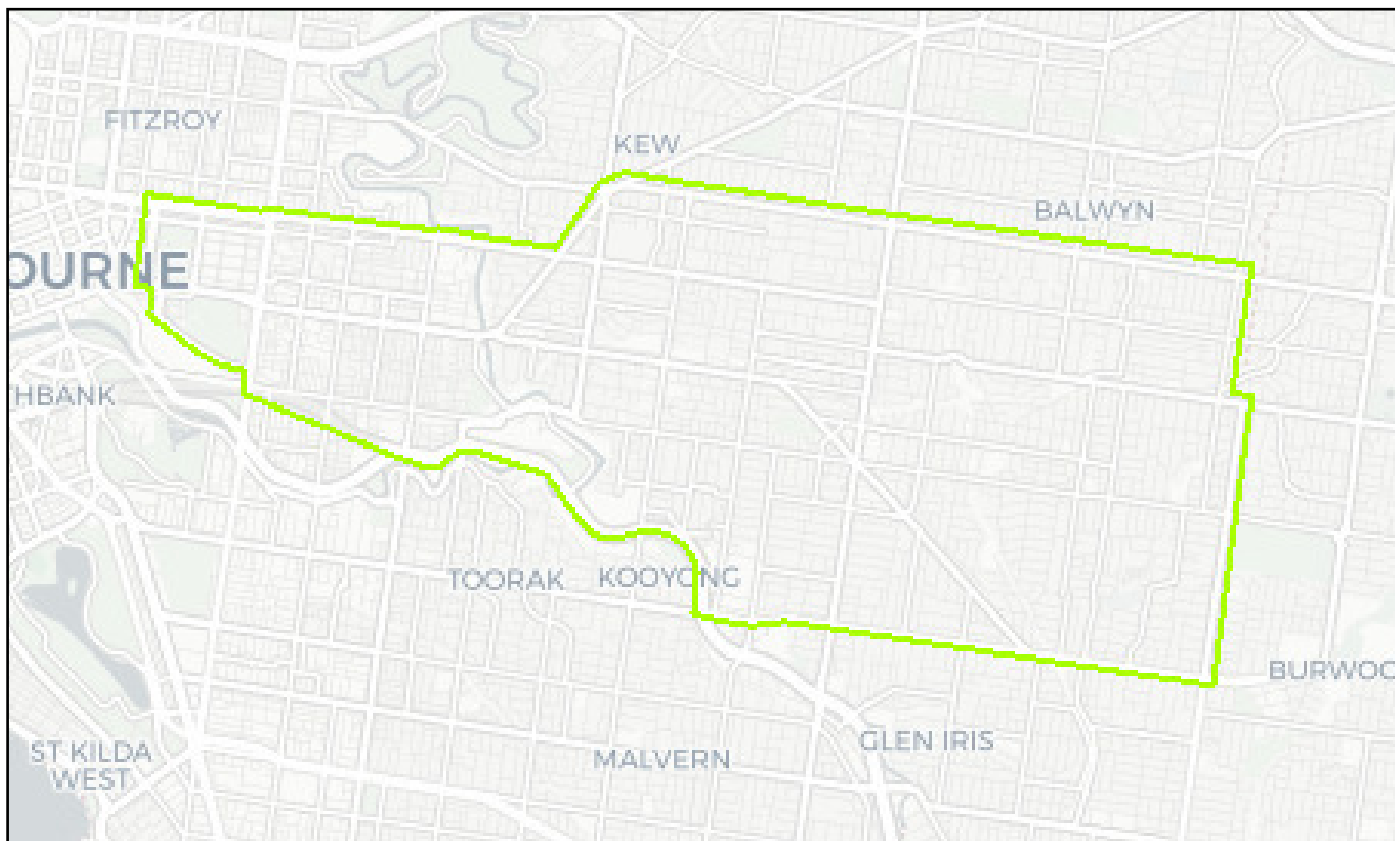 FITZROY
KEW
BALWYN
OURNE
THBANK
TOORAK
KOOYONG
BURWOO
GLEN IRIS
MALVERN
ST KILDA
WEST